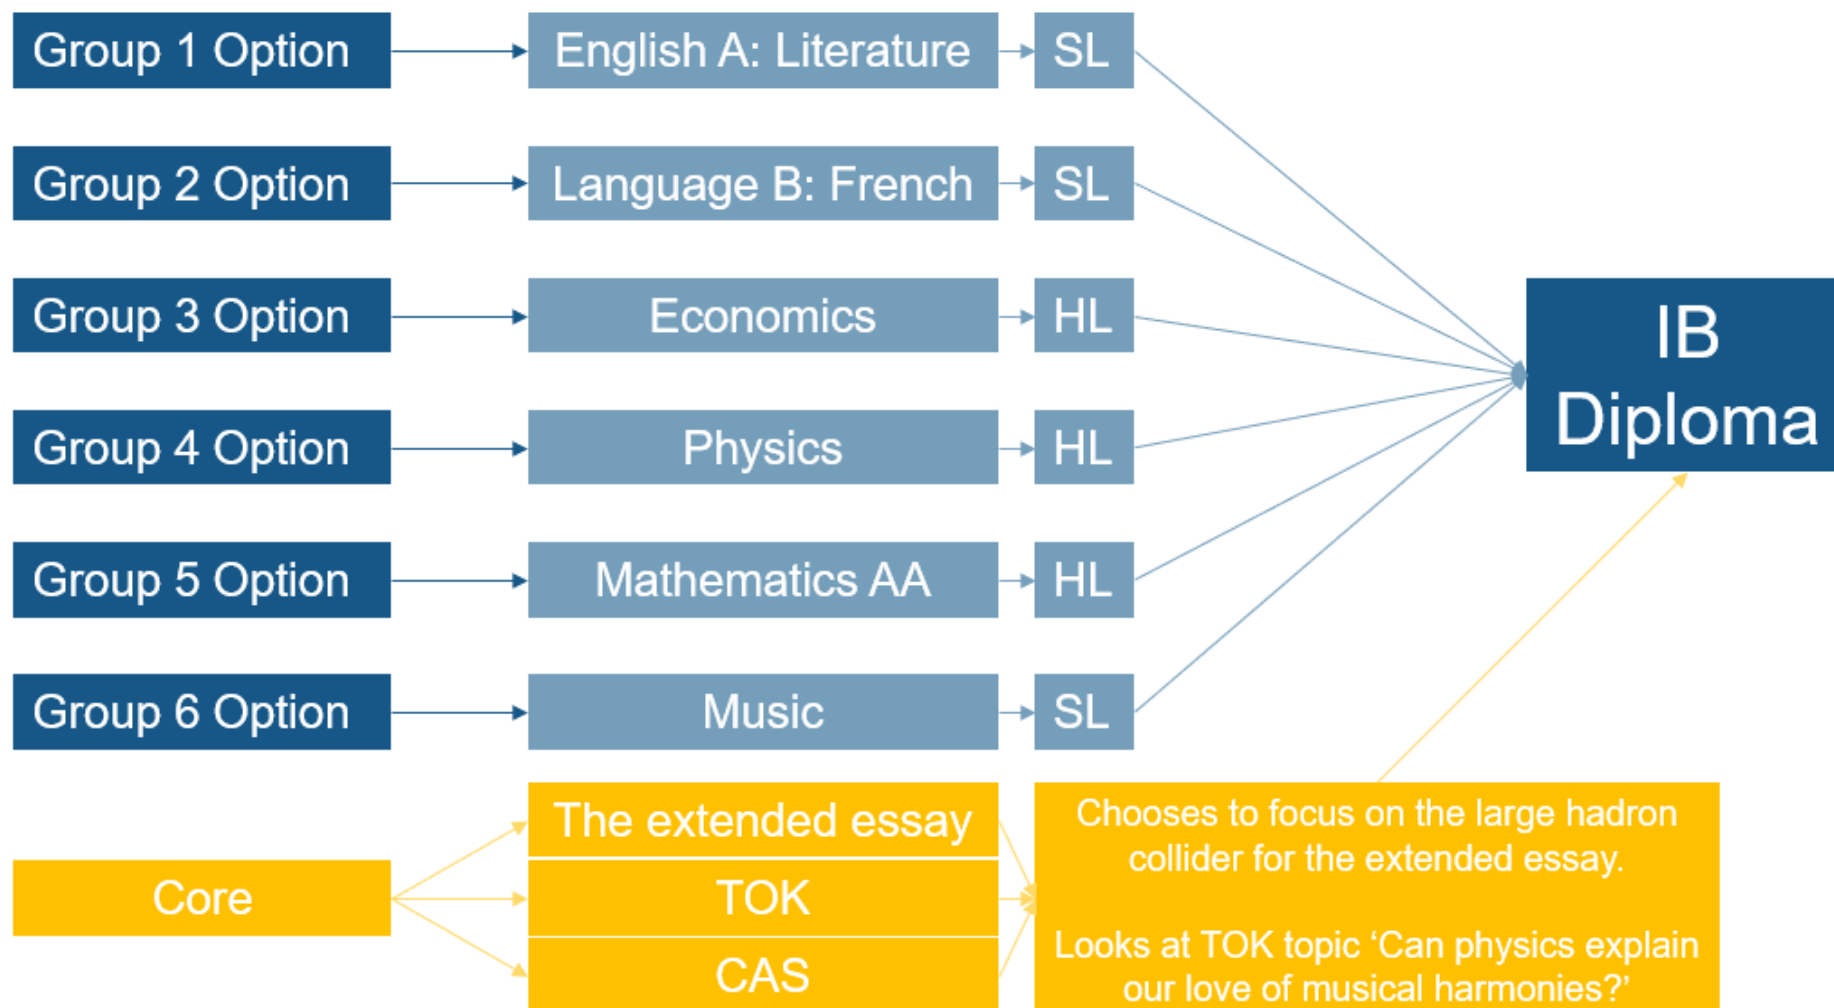 Group 1 Option
English A: Literature
SL
Group 2 Option
Language B: French
SL
Group 3 Option
Economics
HL
IB
Diploma
Group 4 Option
Physics
HL
Group 5 Option
Mathematics AA
HL
Group 6 Option
Music
SL
Core
The extended essay
TOK
CAS
Chooses to focus on the large hadron
collider for the extended essay.
Looks at TOK topic ‘Can physics explain
our love of musical harmonies?’